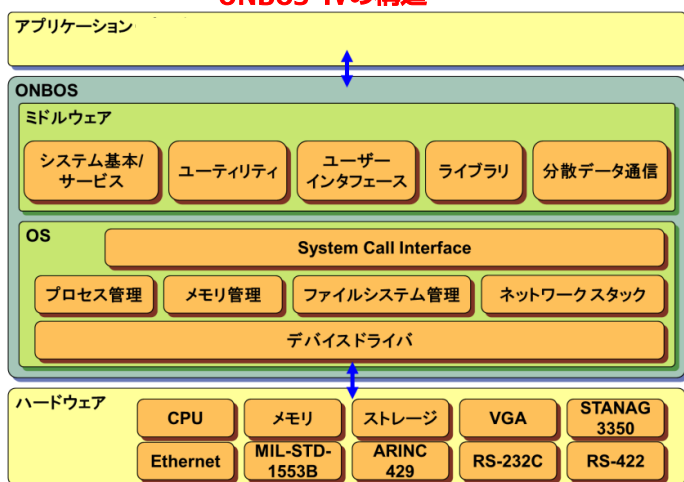 ONBOS-IVの構造
アプリケーション
ONBOS
ミドルウェア
システム基本/
サービス
ユーティリティ
ユーザー
インタフェース
ライブラリ
分散データ通信
OS
System Call Interface
プロセス管理
メモリ管理
ファイルシステム管理
ネットワークスタック
デバイスドライバ
ハードウェア
CPU
メモリ
ストレージ
VGA
STANAG
3350
Ethernet
MIL-STD-
1553B
ARINC
429
RS-232C
RS-422